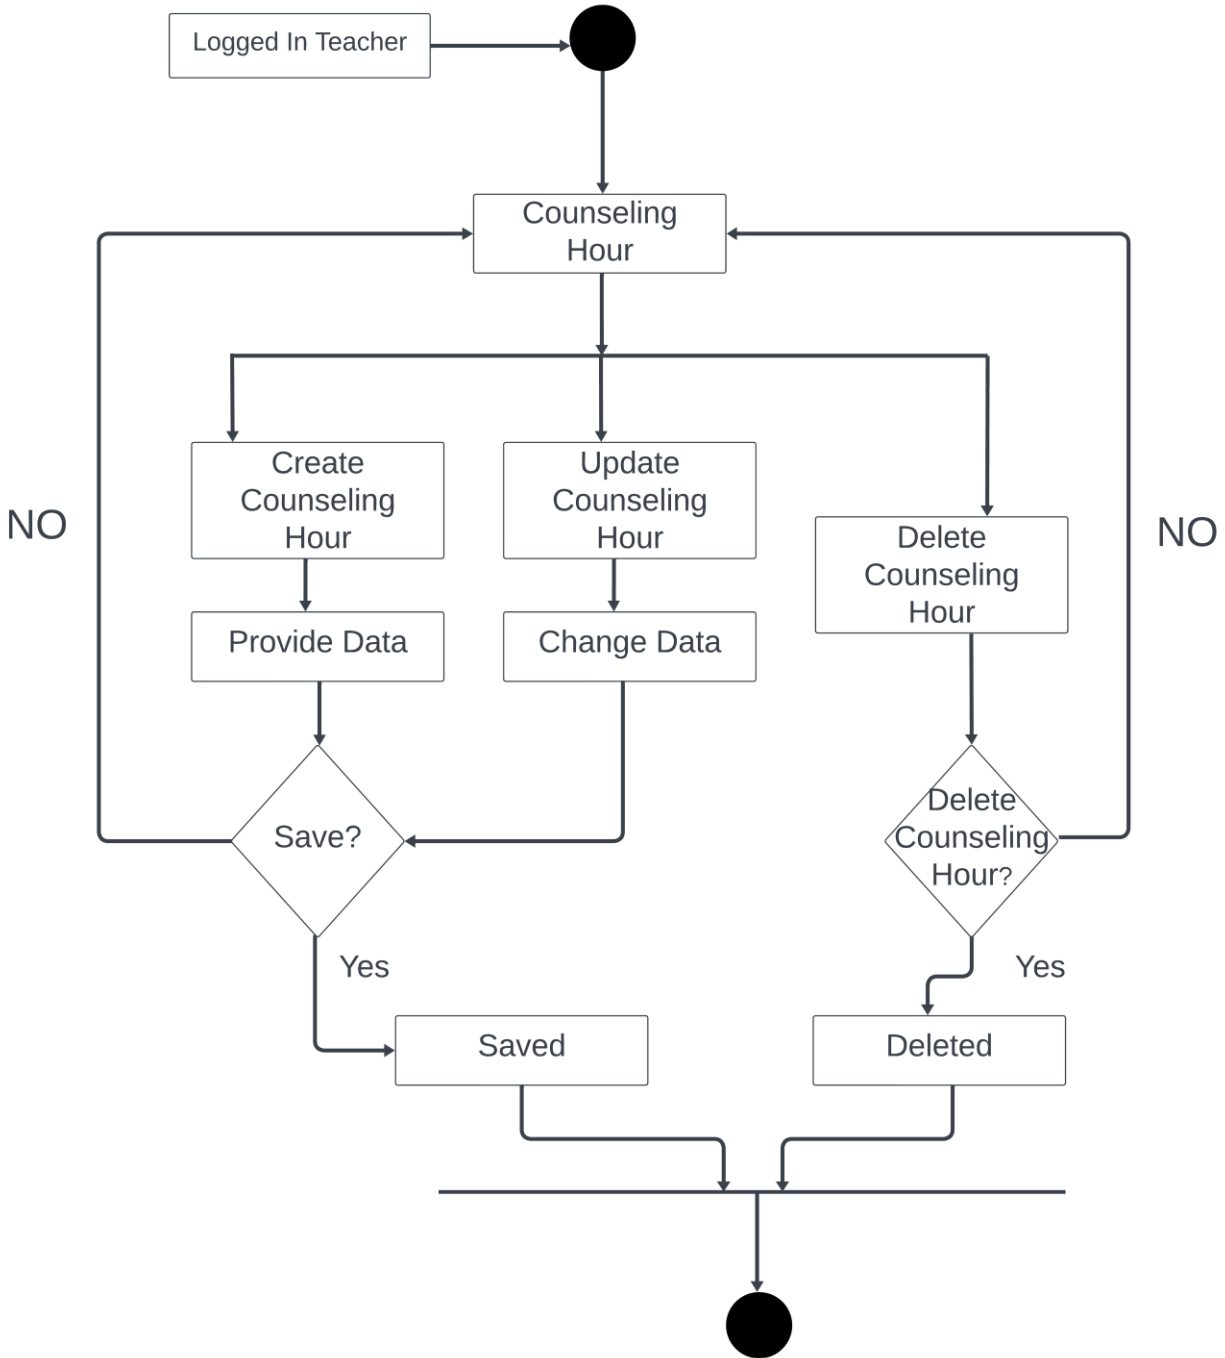 Logged In Teacher
Counseling
Hour
Create
Counseling
Hour
Update
Counseling
Hour
Delete
Counseling
Hour
NO
NO
Provide Data
Change Data
Save?
Delete
Counseling
Hour?
Yes
Yes
Saved
Deleted